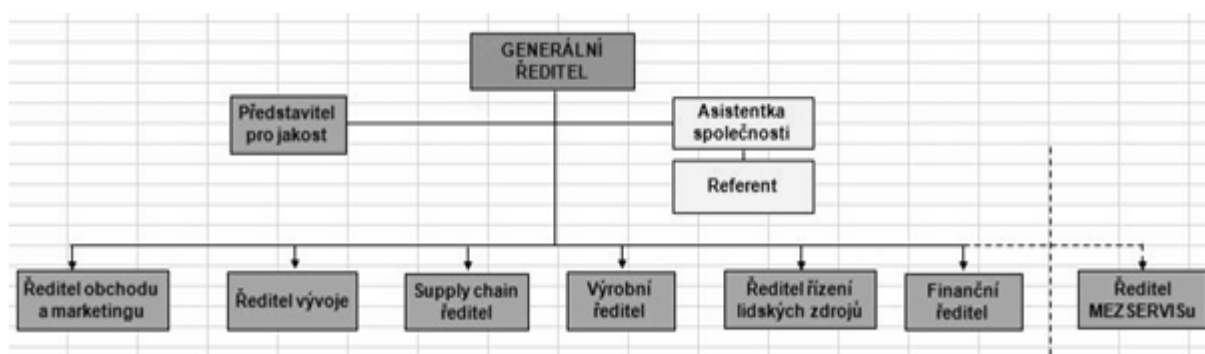 GENERÁLNÍ
ŘEDITEL
Představitel
pro jakost
Asistentka
společnosti
Referent
Ředitel obchodu
a marketingu
Ředitel vývoje
Supply chain
ředitel
Výrobní
ředitel
Ředitel řízení
lidských zdrojů
Finanční
ředitel
Ředitel
MEZSERVISu